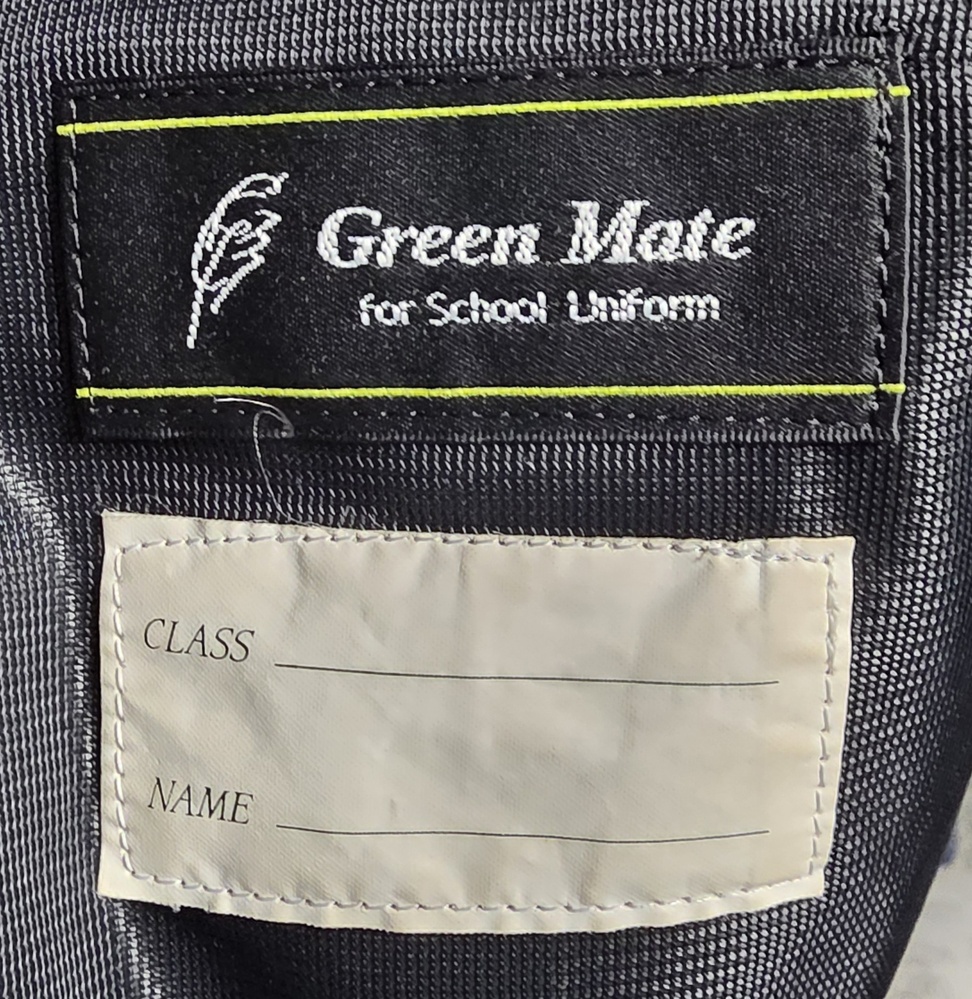 Green Mate
for School Uniform
CLASS
NAME